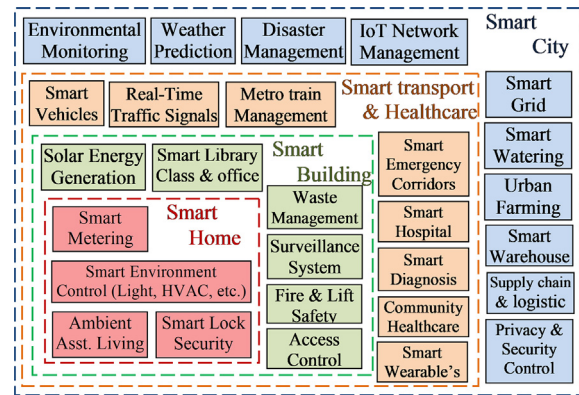 Environmental
Monitoring
Weather
Prediction
Disaster
Management
IoT Network
Management
Smart
City
Smart
Vehicles
Real-Time
Traffic Signals
Metro train
Management
Smart transport
& Healthcare
Smart
Grid
Smart
Watering
Urban
Farming
Smart
Warehouse
Supply chain
& logistic
Privacy &
Security
Control
Solar Energy
Generation
Smart Library
Class & office
Smart
Building
Smart
Emergency
Corridors
Smart
Hospital
Smart
Diagnosis
Community
Healthcare
Smart
Wearable's
Waste
Management
Surveillance
System
Fire & Lift
Safety
Access
Control
Smart
Metering
Smart
Home
Smart Environment
Control (Light, HVAC, etc.)
Ambient
Asst. Living
Smart Lock
Security